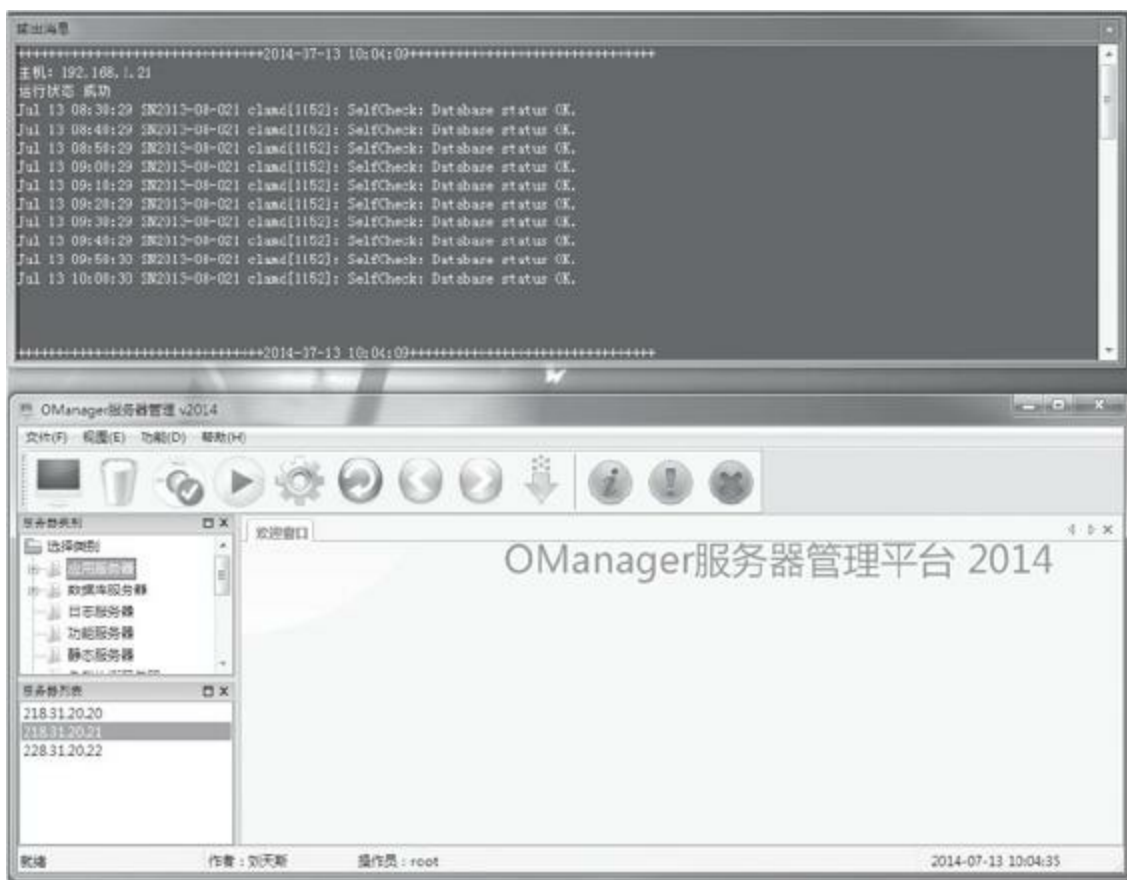 输出消息
++++++++++++++++++++++++++++++++2014-37-13 10:04:09++++++++++++++++++++++++++++++++
主机: 192.168.1.21
运行状态 成功
Jul 13 08:30:29 SN2013-08-021 clamd[1152]: SelfCheck: Database status OK.
Jul 13 08:40:29 SN2013-08-021 clamd[1152]: SelfCheck: Database status OK.
Jul 13 08:50:29 SN2013-08-021 clamd[1152]: SelfCheck: Database status OK.
Jul 13 09:00:29 SN2013-08-021 clamd[1152]: SelfCheck: Database status OK.
Jul 13 09:10:29 SN2013-08-021 clamd[1152]: SelfCheck: Database status OK.
Jul 13 09:20:29 SN2013-08-021 clamd[1152]: SelfCheck: Database status OK.
Jul 13 09:30:29 SN2013-08-021 clamd[1152]: SelfCheck: Database status OK.
Jul 13 09:40:29 SN2013-08-021 clamd[1152]: SelfCheck: Database status OK.
Jul 13 09:50:30 SN2013-08-021 clamd[1152]: SelfCheck: Database status OK.
Jul 13 10:00:30 SN2013-08-021 clamd[1152]: SelfCheck: Database status OK.
++++++++++++++++++++++++++++++++2014-37-13 10:04:09++++++++++++++++++++++++++++++++
OManager服务器管理 v2014
文件(F) 视图(E) 功能(D) 帮助(H)
服务器类别
选择类别
应用服务器
数据库服务器
日志服务器
功能服务器
静态服务器
服务器列表
218.31.20.20
218.31.20.21
228.31.20.22
欢迎窗口
OManager服务器管理平台 2014
就绪 作者：刘天斯 操作员：root 2014-07-13 10:04:35